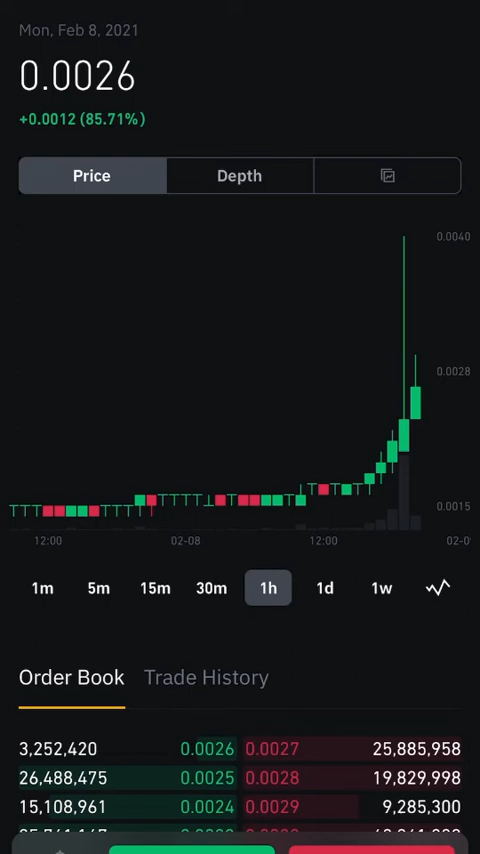 Mon, Feb 8, 2021
0.0026
+0.0012 (85.71%)
Price Depth
0.0040
0.0028
0.0015
12:00 02-08 12:00
1m 5m 15m 30m 1h 1d 1w
Order Book Trade History
3,252,420 0.0026 0.0027 25,885,958
26,488,475 0.0025 0.0028 19,829,998
15,108,961 0.0024 0.0029 9,285,300